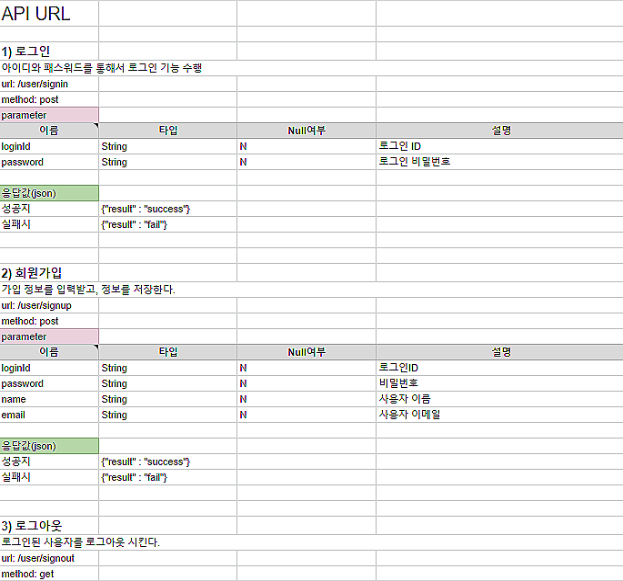 API URL
1) 로그인
아이디와 패스워드를 통해서 로그인 기능 수행
url: /user/signin
method: post
parameter
이름 타입 Null여부 설명
loginId String N 로그인 ID
password String N 로그인 비밀번호
응답값(json)
성공지 {"result" : "success"}
실패시 {"result" : "fail"}
2) 회원가입
가입 정보를 입력받고, 정보를 저장한다.
url: /user/signup
method: post
parameter
이름 타입 Null여부 설명
loginId String N 로그인ID
password String N 비밀번호
name String N 사용자 이름
email String N 사용자 이메일
응답값(json)
성공지 {"result" : "success"}
실패시 {"result" : "fail"}
3) 로그아웃
로그인된 사용자를 로그아웃 시킨다.
url: /user/signout
method: get